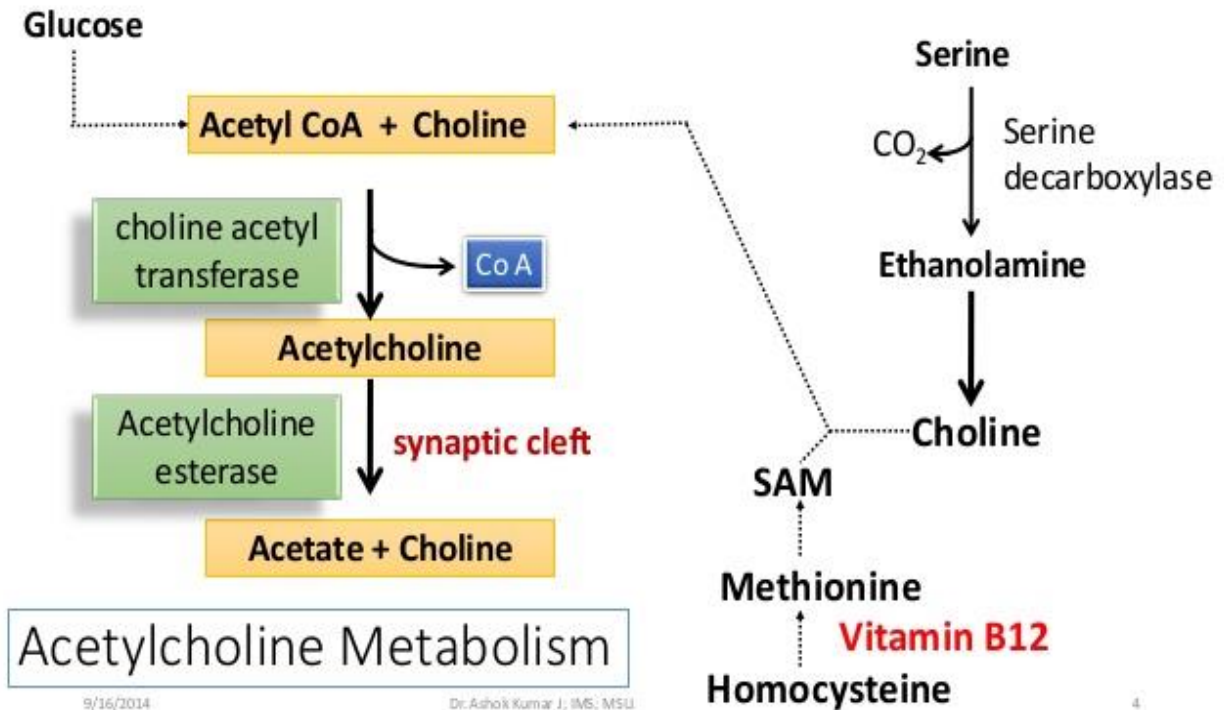 Glucose
Acetyl CoA + Choline
choline acetyl
transferase
Co A
Acetylcholine
Acetylcholine
esterase
synaptic cleft
Acetate + Choline
Serine
CO₂
Serine
decarboxylase
Ethanolamine
Choline
SAM
Methionine
Vitamin B12
Homocysteine
Acetylcholine Metabolism
9/16/2014
Dr. Ashok Kumar J; IMS; MSU
4